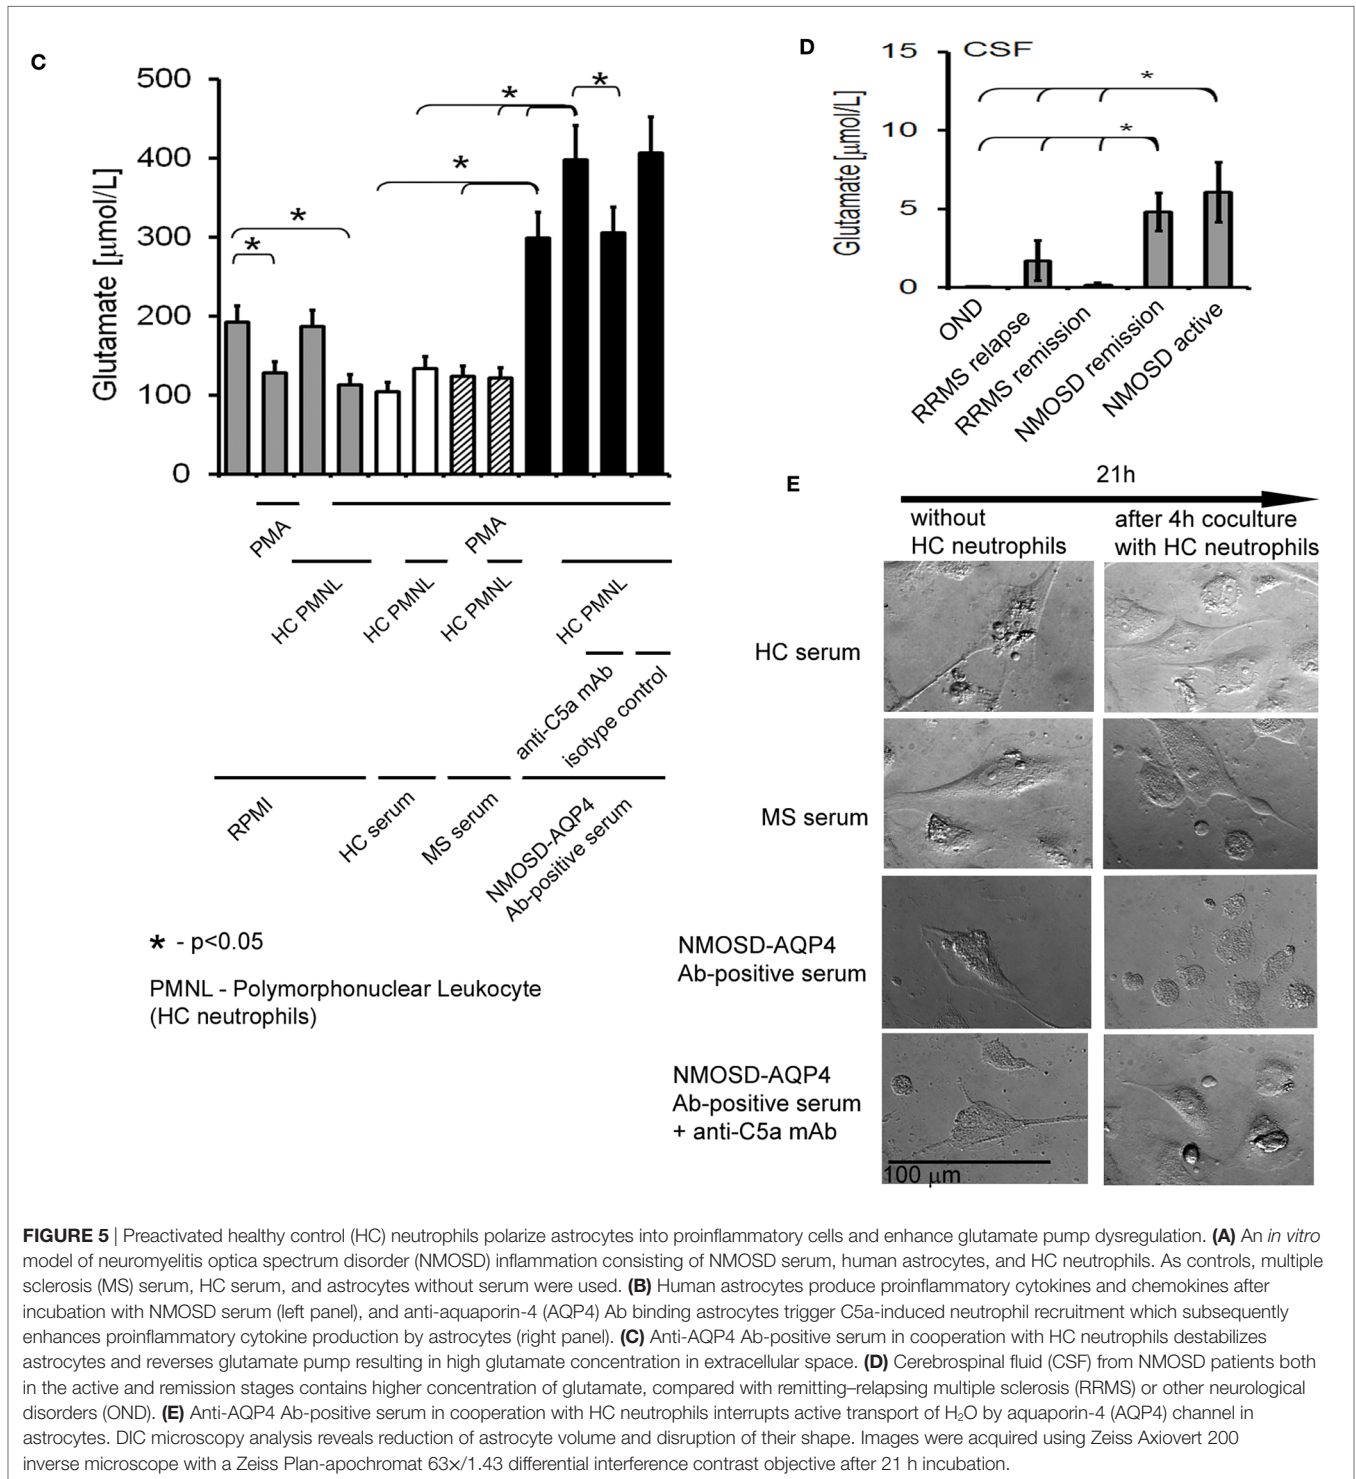 C
500
400
300
200
100
0
Glutamate [µmol/L]
*
*
*
*
*
PMA
PMA
HC PMNL
HC PMNL
HC PMNL
HC PMNL
anti-C5a mAb
isotype control
RPMI
HC serum
MS serum
NMOSD-AQP4
Ab-positive serum
* - p<0.05
PMNL - Polymorphonuclear Leukocyte
(HC neutrophils)
D
CSF
15
10
5
0
Glutamate [µmol/L]
*
*
OND
RRMS relapse
RRMS remission
NMOSD remission
NMOSD active
E
21h
without
HC neutrophils
after 4h coculture
with HC neutrophils
HC serum
MS serum
NMOSD-AQP4
Ab-positive serum
NMOSD-AQP4
Ab-positive serum
+ anti-C5a mAb
100 µm
FIGURE 5 | Preactivated healthy control (HC) neutrophils polarize astrocytes into proinflammatory cells and enhance glutamate pump dysregulation. (A) An in vitro
model of neuromyelitis optica spectrum disorder (NMOSD) inflammation consisting of NMOSD serum, human astrocytes, and HC neutrophils. As controls, multiple
sclerosis (MS) serum, HC serum, and astrocytes without serum were used. (B) Human astrocytes produce proinflammatory cytokines and chemokines after
incubation with NMOSD serum (left panel), and anti-aquaporin-4 (AQP4) Ab binding astrocytes trigger C5a-induced neutrophil recruitment which subsequently
enhances proinflammatory cytokine production by astrocytes (right panel). (C) Anti-AQP4 Ab-positive serum in cooperation with HC neutrophils destabilizes
astrocytes and reverses glutamate pump resulting in high glutamate concentration in extracellular space. (D) Cerebrospinal fluid (CSF) from NMOSD patients both
in the active and remission stages contains higher concentration of glutamate, compared with remitting–relapsing multiple sclerosis (RRMS) or other neurological
disorders (OND). (E) Anti-AQP4 Ab-positive serum in cooperation with HC neutrophils interrupts active transport of H₂O by aquaporin-4 (AQP4) channel in
astrocytes. DIC microscopy analysis reveals reduction of astrocyte volume and disruption of their shape. Images were acquired using Zeiss Axiovert 200
inverse microscope with a Zeiss Plan-apochromat 63×/1.43 differential interference contrast objective after 21 h incubation.